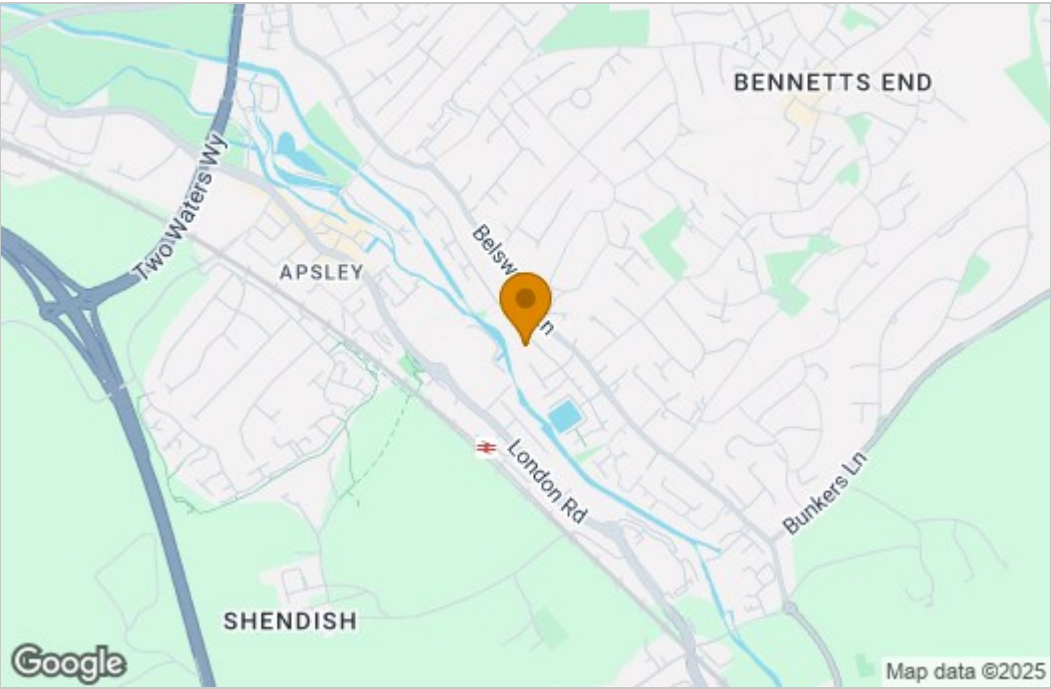 BENNETTS END
Two Waters Wy
APSLEY
London Rd
Bunkers Ln
SHENDISH
Google
Map data ©2025